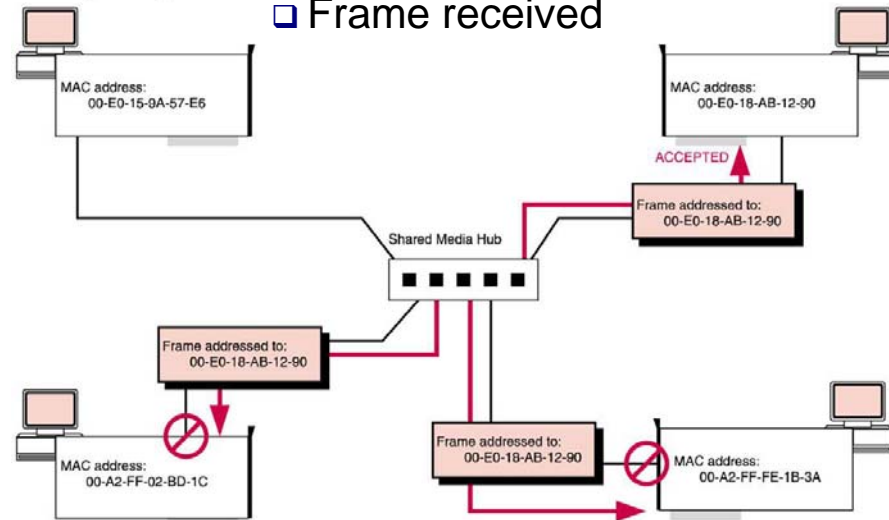 Frame received
MAC address:
00-E0-15-9A-57-E6
MAC address:
00-E0-18-AB-12-90
ACCEPTED
Frame addressed to:
00-E0-18-AB-12-90
Shared Media Hub
Frame addressed to:
00-E0-18-AB-12-90
Frame addressed to:
00-E0-18-AB-12-90
MAC address:
00-A2-FF-02-BD-1C
MAC address:
00-A2-FF-FE-1B-3A